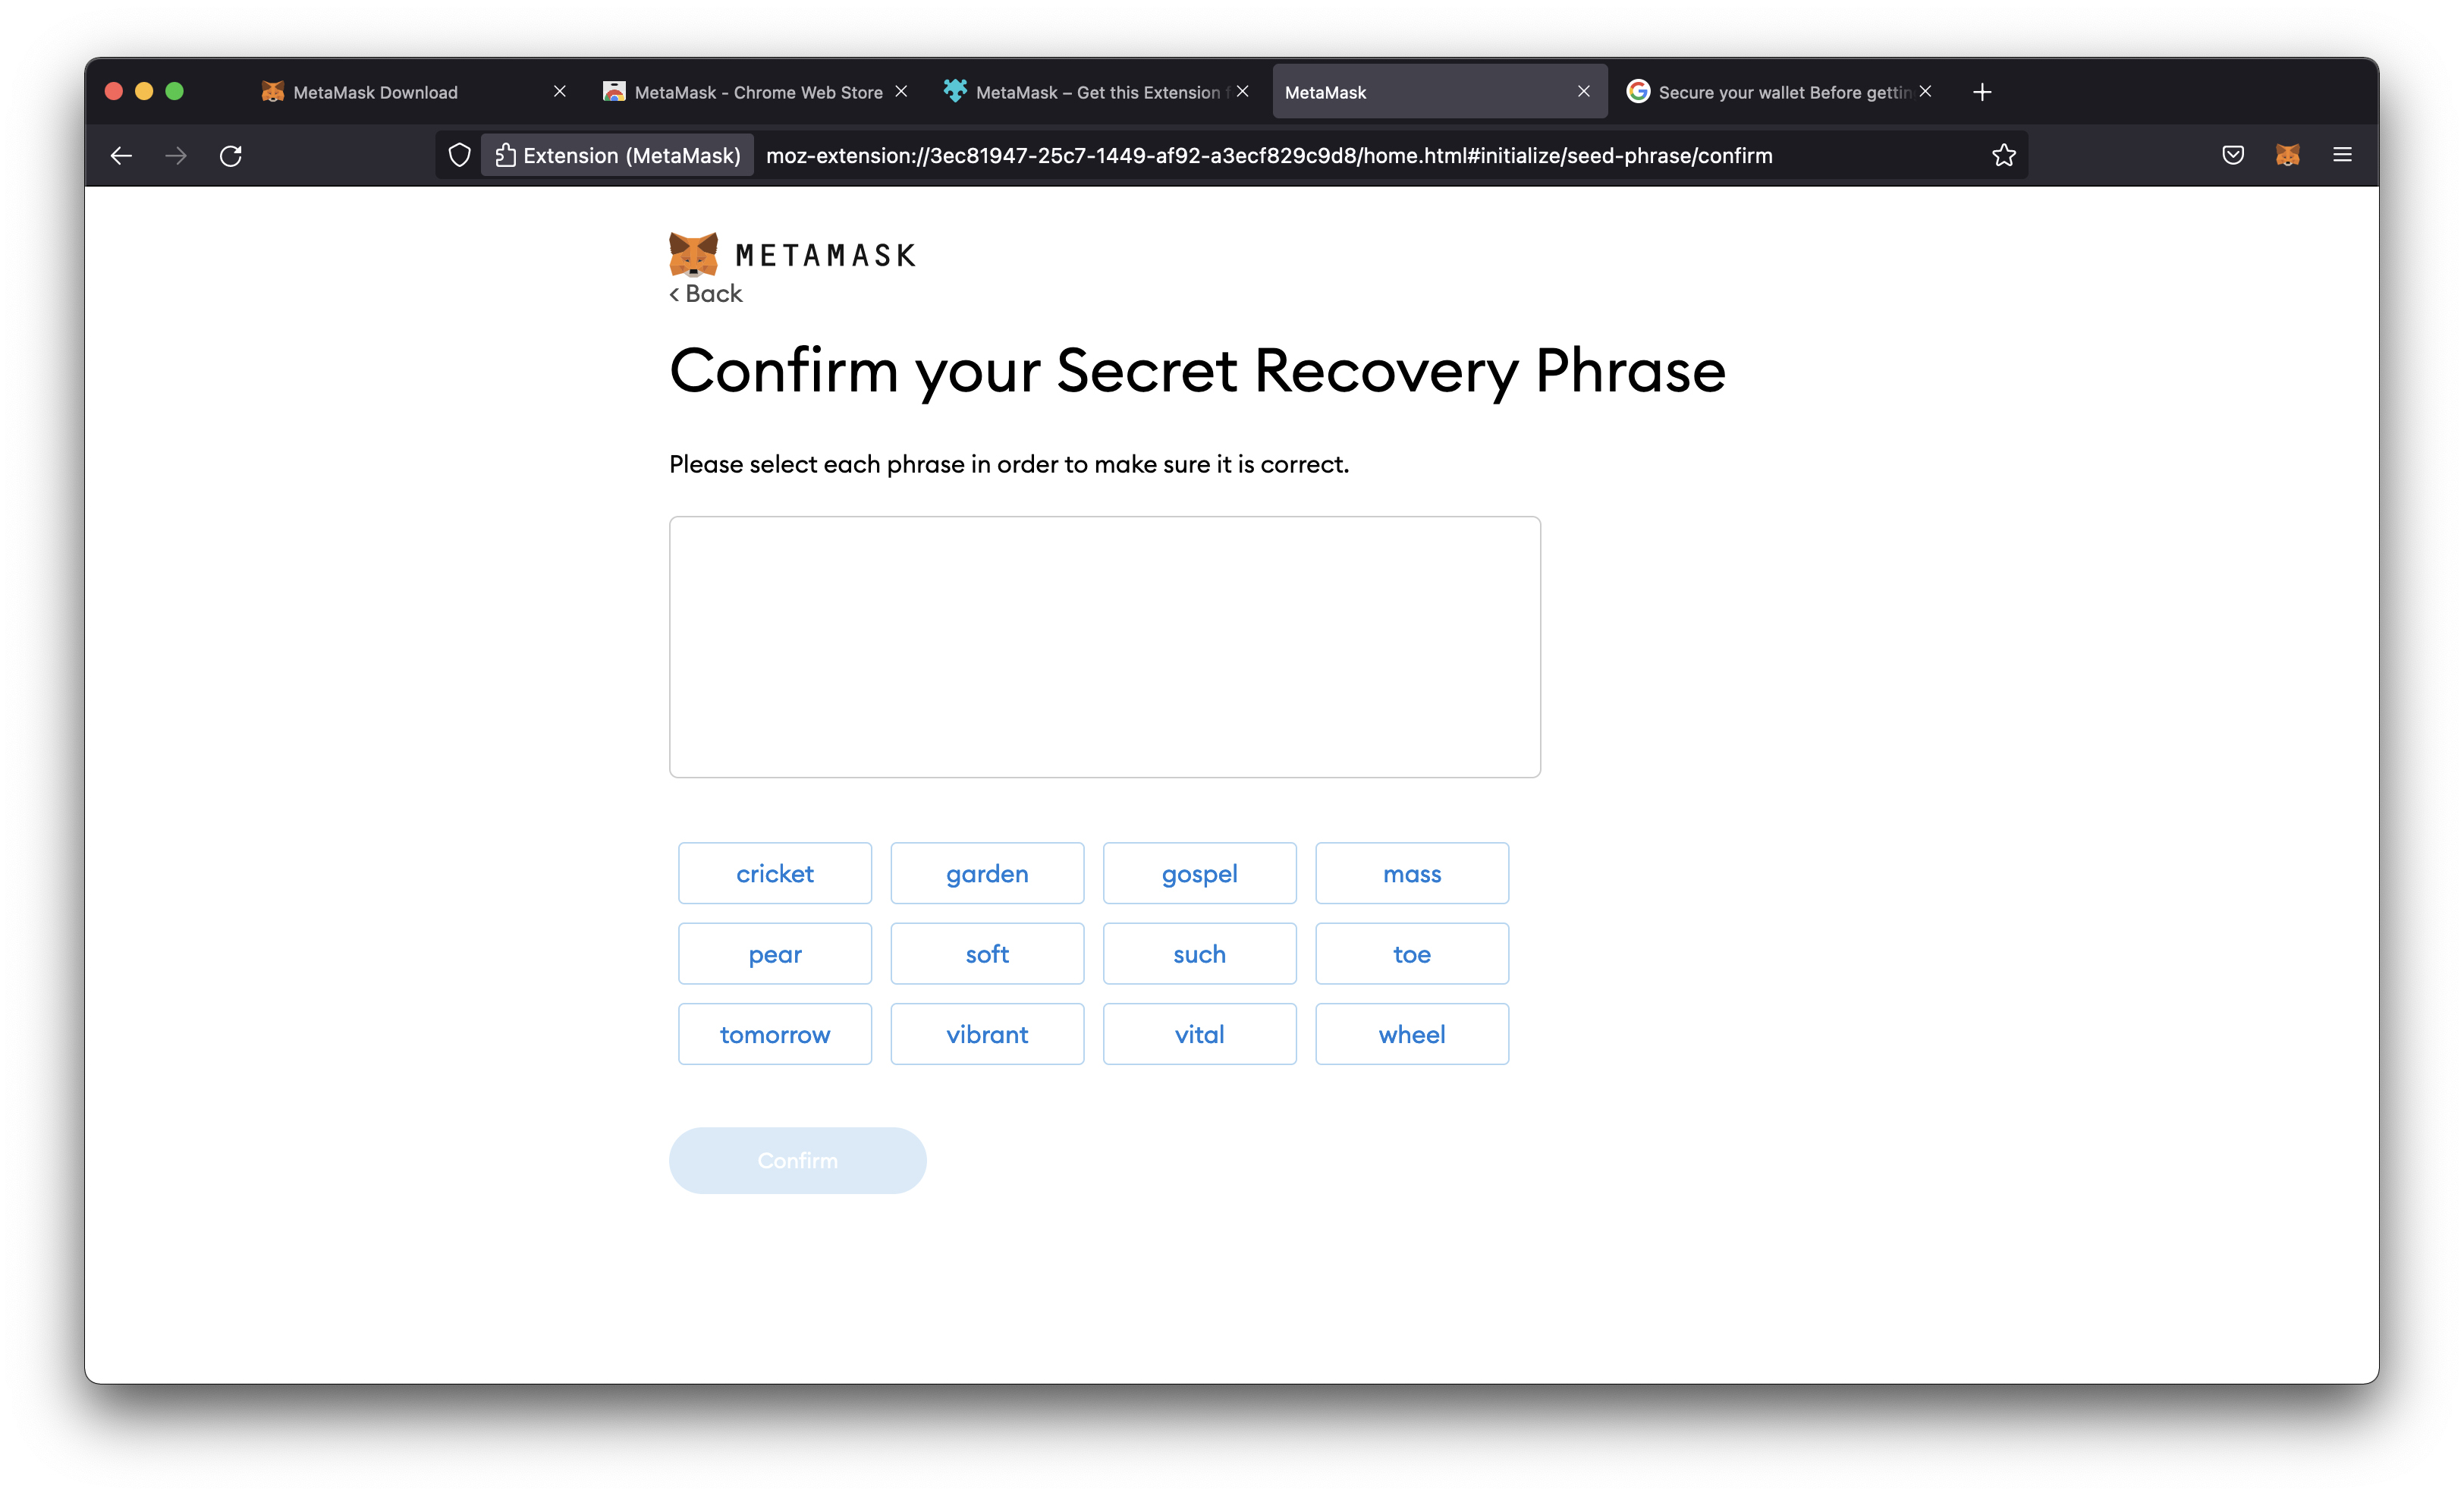 MetaMask Download
MetaMask - Chrome Web Store
MetaMask – Get this Extension f
MetaMask
Secure your wallet Before gettin
Extension (MetaMask)
moz-extension://3ec81947-25c7-1449-af92-a3ecf829c9d8/home.html#initialize/seed-phrase/confirm
METAMASK
< Back
Confirm your Secret Recovery Phrase
Please select each phrase in order to make sure it is correct.
cricket garden gospel mass
pear soft such toe
tomorrow vibrant vital wheel
Confirm